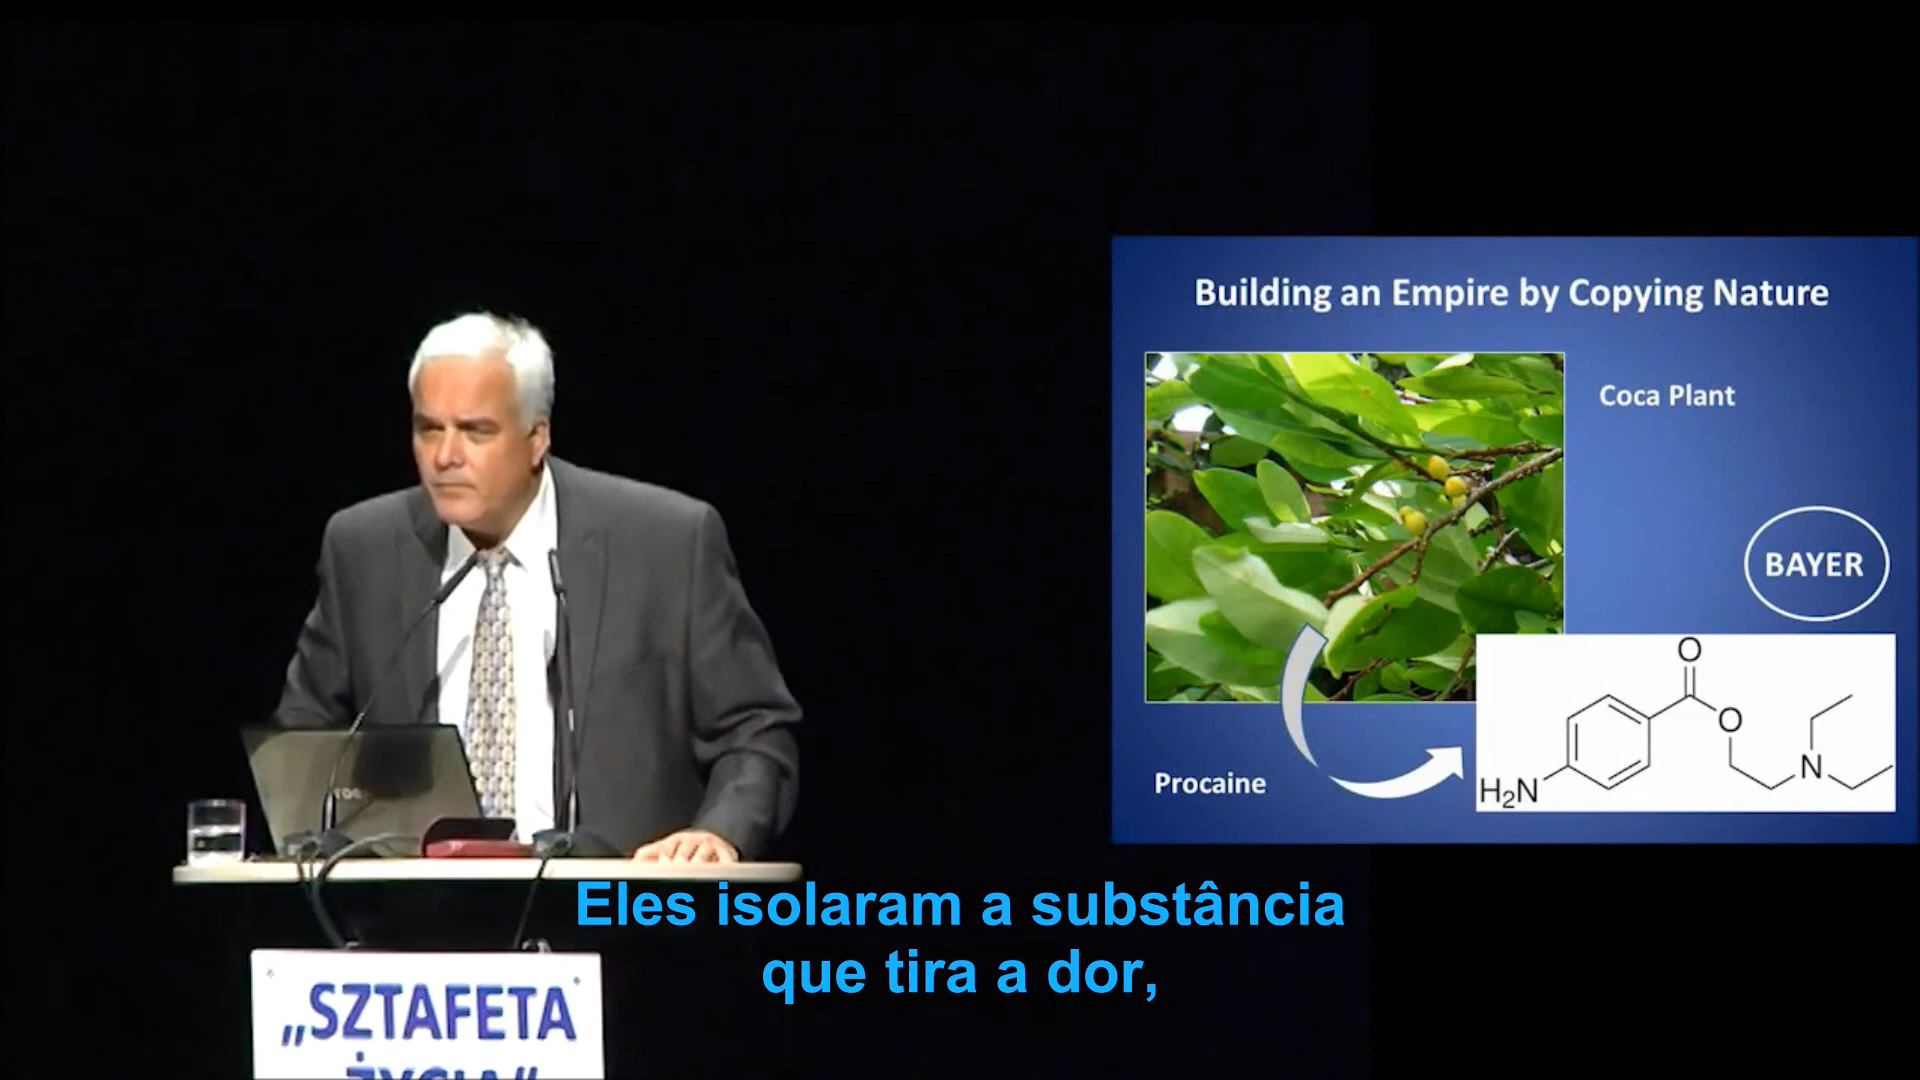 Building an Empire by Copying Nature
Coca Plant
BAYER
O
O
N
H₂N
Procaine
Eles isolaram a substância
que tira a dor,
„SZTAFETA
ŻYCIA”